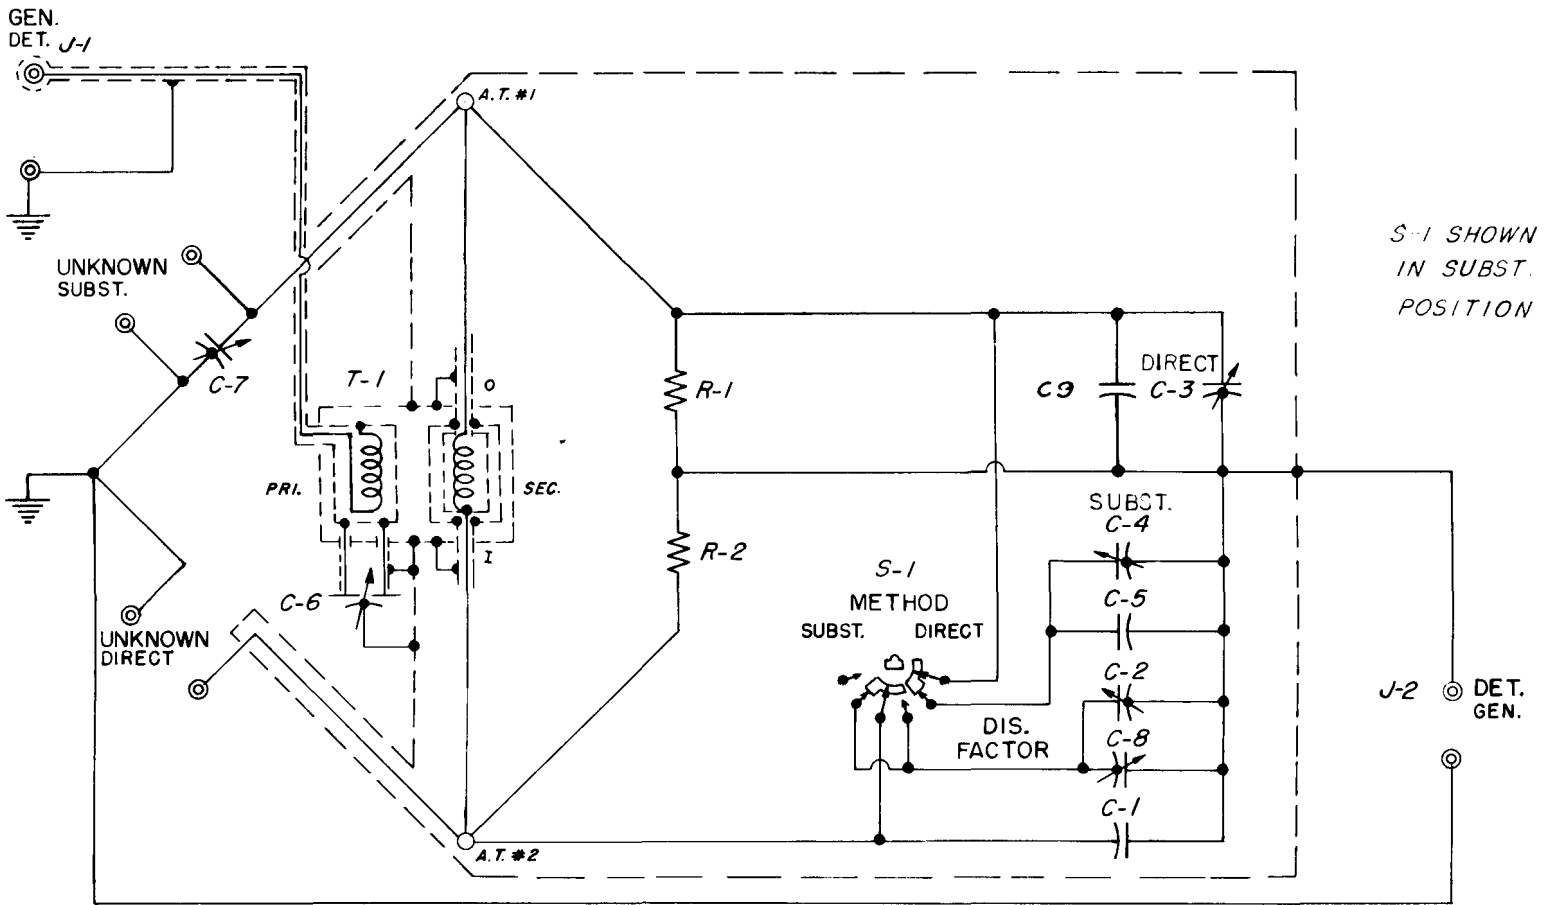 GEN.
DET. J-1
A.T.#1
S-1 SHOWN
IN SUBST.
POSITION
UNKNOWN
SUBST.
C-7
T-1
O
R-1
C9
DIRECT
C-3
PRI.
SEC.
SUBST.
C-4
I
R-2
S-1
METHOD
SUBST. DIRECT
C-5
C-6
UNKNOWN
DIRECT
C-2
J-2
DET.
GEN.
DIS.
FACTOR
C-8
C-1
A.T.#2